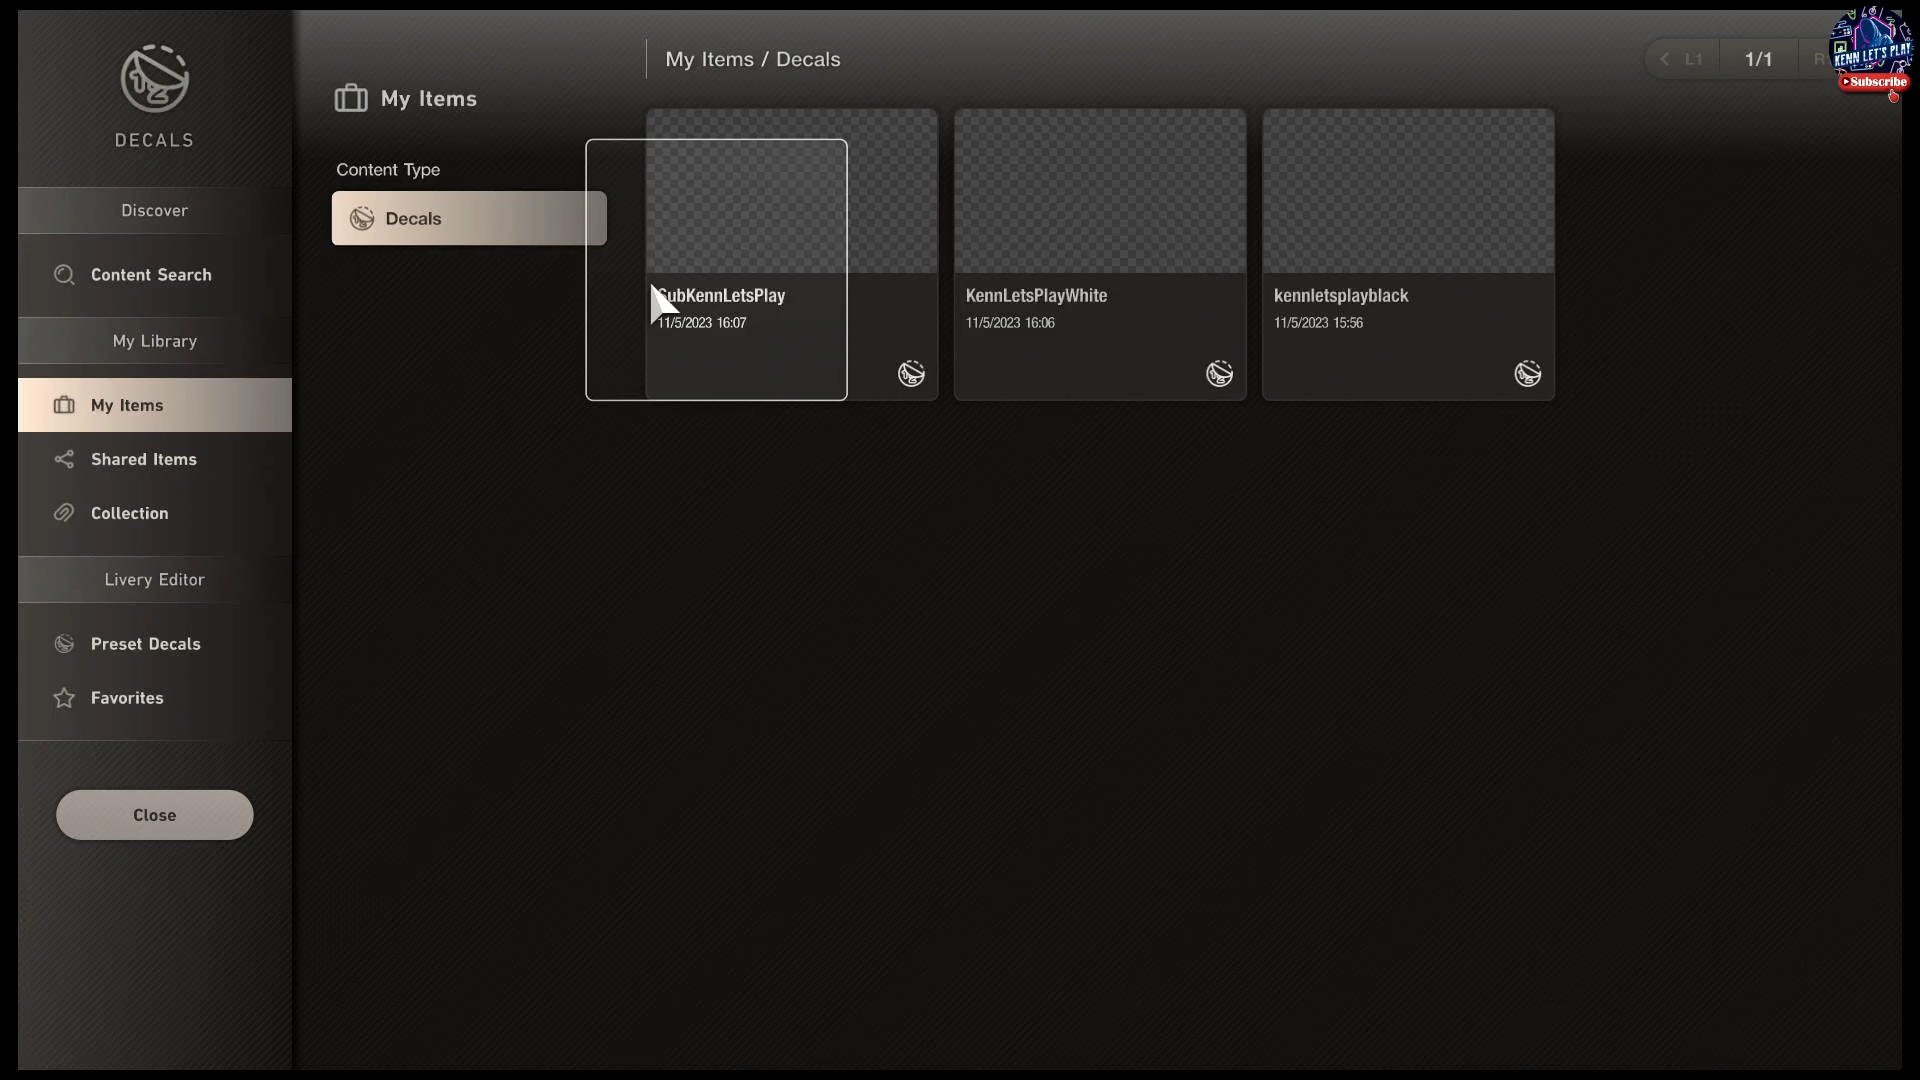 DECALS
Discover
Content Search
My Library
My Items
Shared Items
Collection
Livery Editor
Preset Decals
Favorites
Close
My Items
Content Type
Decals
My Items / Decals
L1
1/1
SubKennLetsPlay
11/5/2023 16:07
KennLetsPlayWhite
11/5/2023 16:06
kennletsplayblack
11/5/2023 15:56
KENN LET'S PLAY
Subscribe